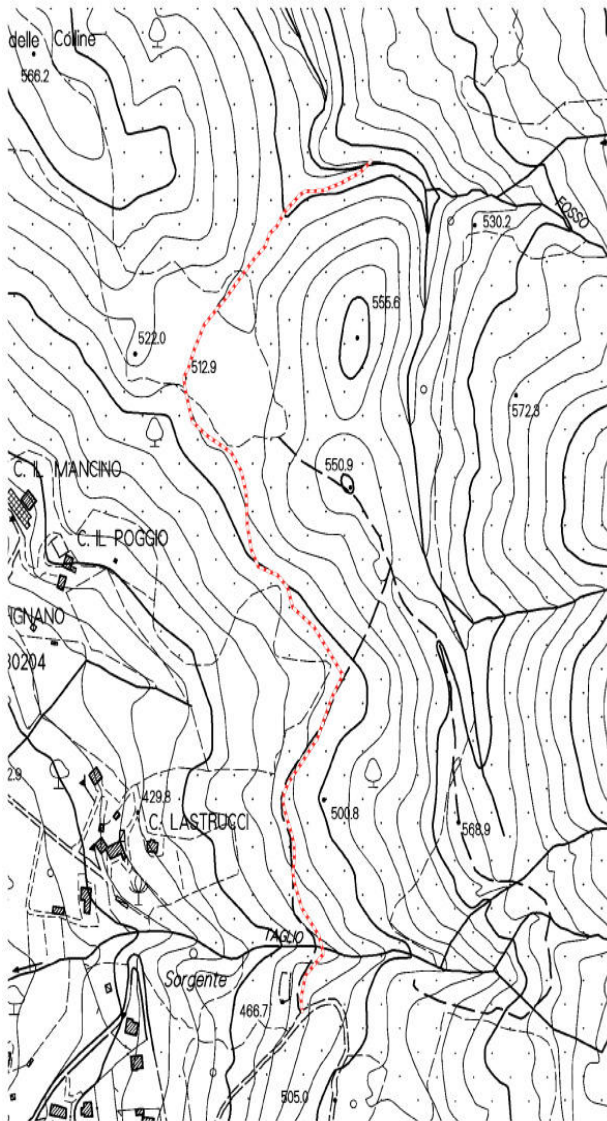 delle Colline
566.2
FOSSO
530.2
555.6
522.0
512.9
572.3
C. IL MANCINO
550.9
C. IL POGGIO
IGNANO
30204
2.9
429.8
500.8
C. LASTRUCCI
568.9
TAGLIO
Sorgente
466.7
505.0